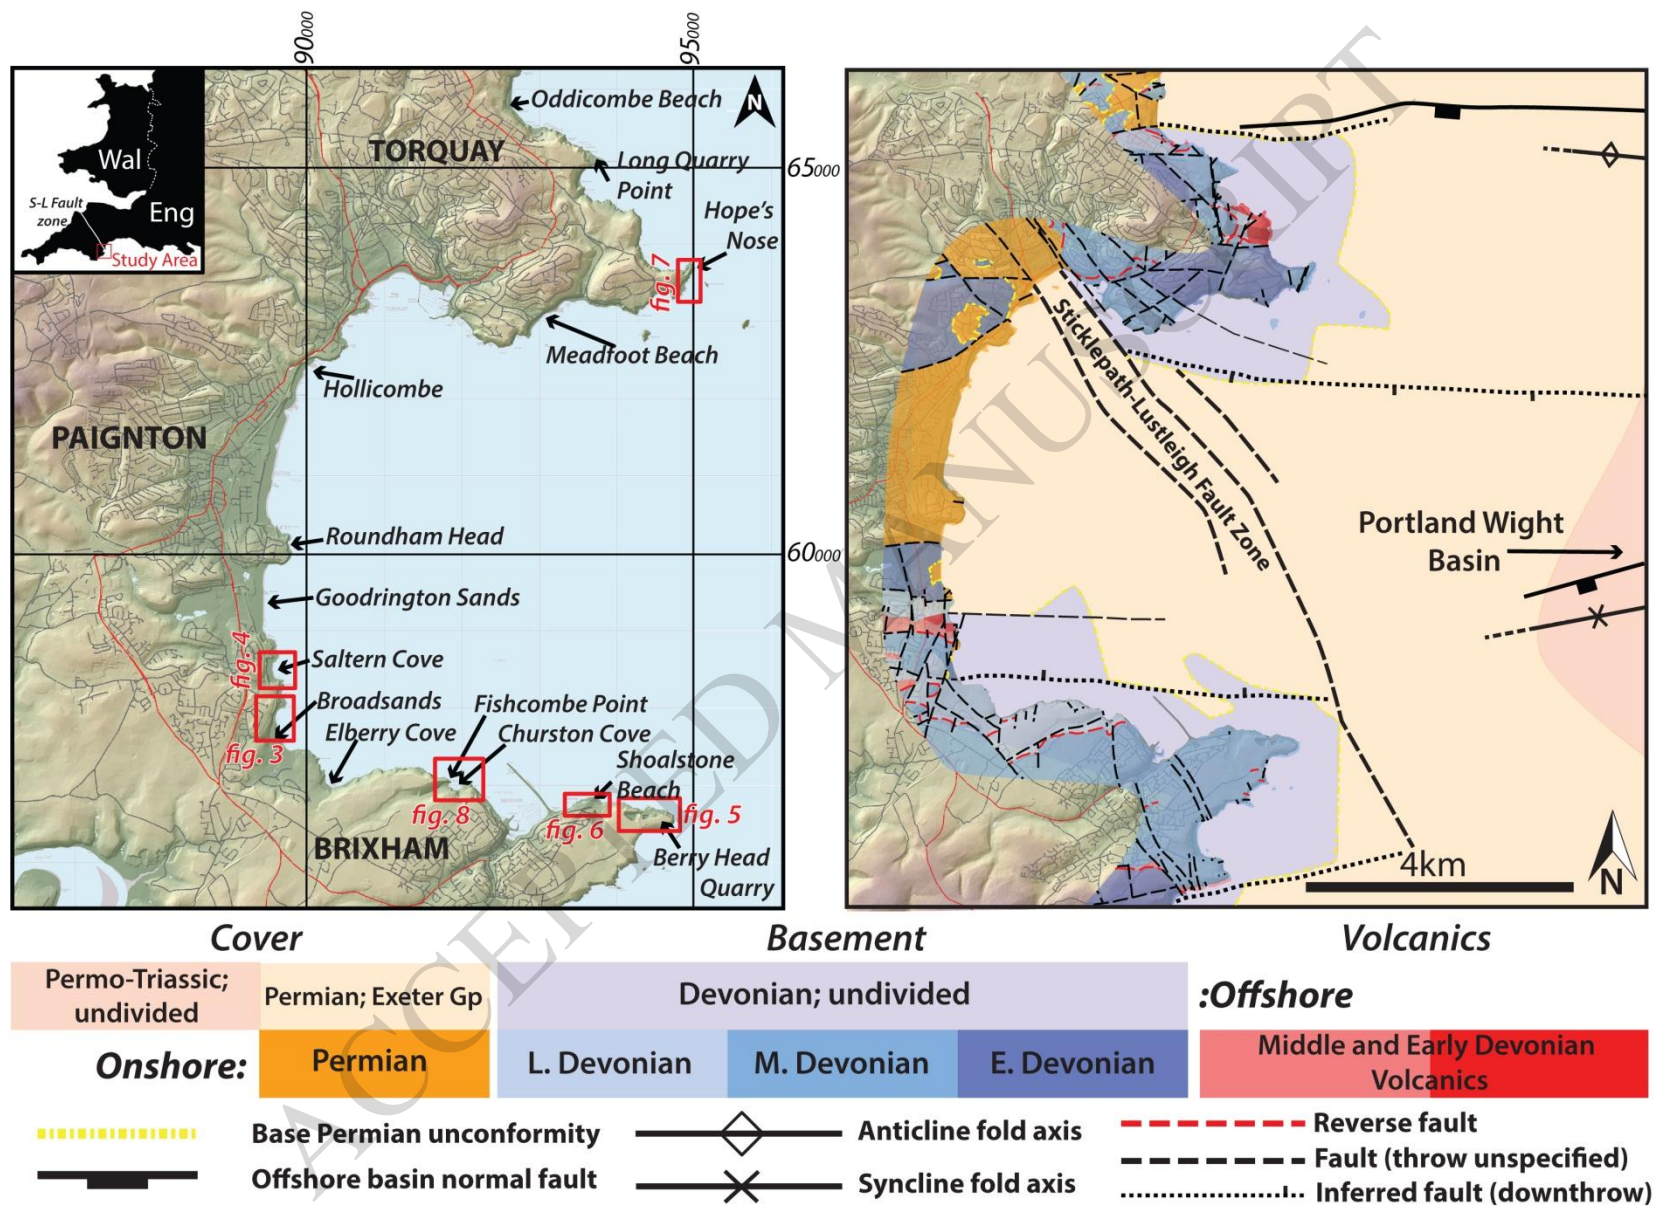 90000
95000
Oddicombe Beach
N
TORQUAY
Wal
Long Quarry
Point
65000
S-L Fault
zone
Eng
Hope's
Nose
Study Area
fig. 7
Meadfoot Beach
Hollicombe
PAIGNTON
Roundham Head
60000
Goodrington Sands
fig. 4
Saltern Cove
Broadsands
fig. 3
Elberry Cove
Fishcombe Point
Churston Cove
Shoalstone
Beach
fig. 8
fig. 6
fig. 5
BRIXHAM
Berry Head
Quarry
Sticklepath-Lustleigh Fault Zone
Portland Wight
Basin
4km
N
Cover
Basement
Volcanics
Permo-Triassic;
undivided
Permian; Exeter Gp
Devonian; undivided
:Offshore
Onshore:
Permian
L. Devonian
M. Devonian
E. Devonian
Middle and Early Devonian
Volcanics
Base Permian unconformity
Anticline fold axis
Reverse fault
Offshore basin normal fault
Syncline fold axis
Fault (throw unspecified)
Inferred fault (downthrow)
ACCEPTED MANUSCRIPT